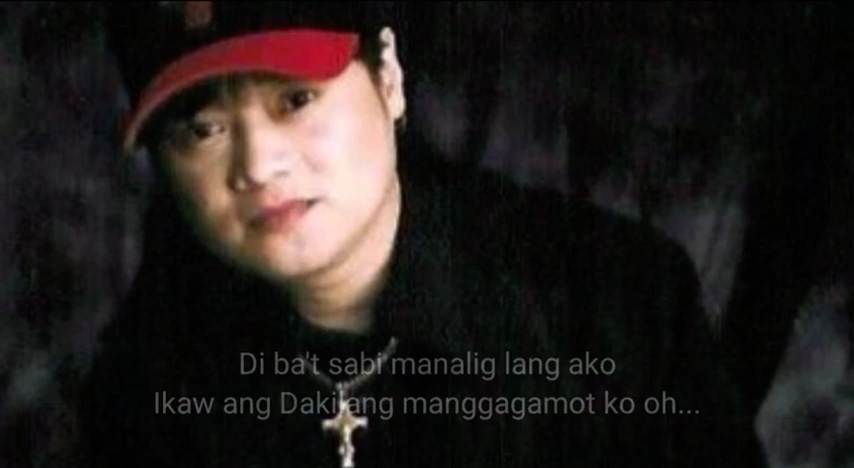 Di ba't sabi manalig lang ako
Ikaw ang Dakilang manggagamot ko oh...